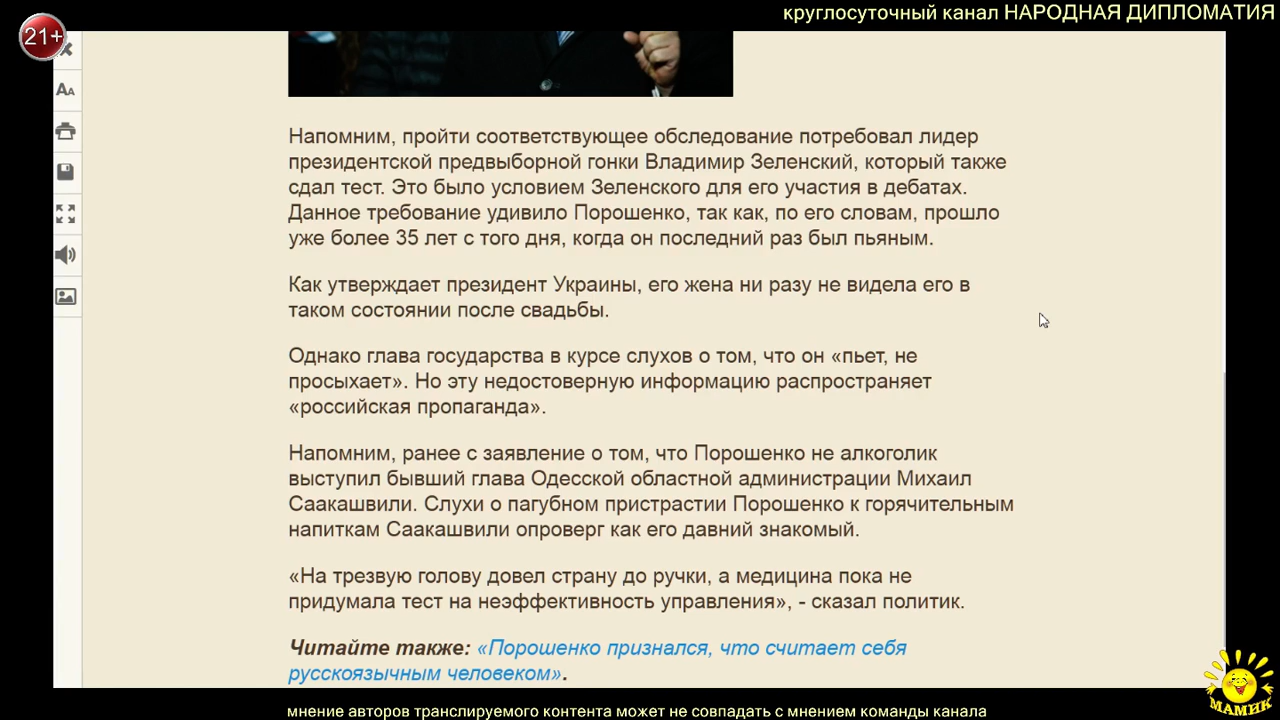 круглосуточный канал НАРОДНАЯ ДИПЛОМАТИЯ
21+
AA
Напомним, пройти соответствующее обследование потребовал лидер
президентской предвыборной гонки Владимир Зеленский, который также
сдал тест. Это было условием Зеленского для его участия в дебатах.
Данное требование удивило Порошенко, так как, по его словам, прошло
уже более 35 лет с того дня, когда он последний раз был пьяным.
Как утверждает президент Украины, его жена ни разу не видела его в
таком состоянии после свадьбы.
Однако глава государства в курсе слухов о том, что он «пьет, не
просыхает». Но эту недостоверную информацию распространяет
«российская пропаганда».
Напомним, ранее с заявление о том, что Порошенко не алкоголик
выступил бывший глава Одесской областной администрации Михаил
Саакашвили. Слухи о пагубном пристрастии Порошенко к горячительным
напиткам Саакашвили опроверг как его давний знакомый.
«На трезвую голову довел страну до ручки, а медицина пока не
придумала тест на неэффективность управления», - сказал политик.
Читайте также: «Порошенко признался, что считает себя
русскоязычным человеком».
МАМИК
мнение авторов транслируемого контента может не совпадать с мнением команды канала